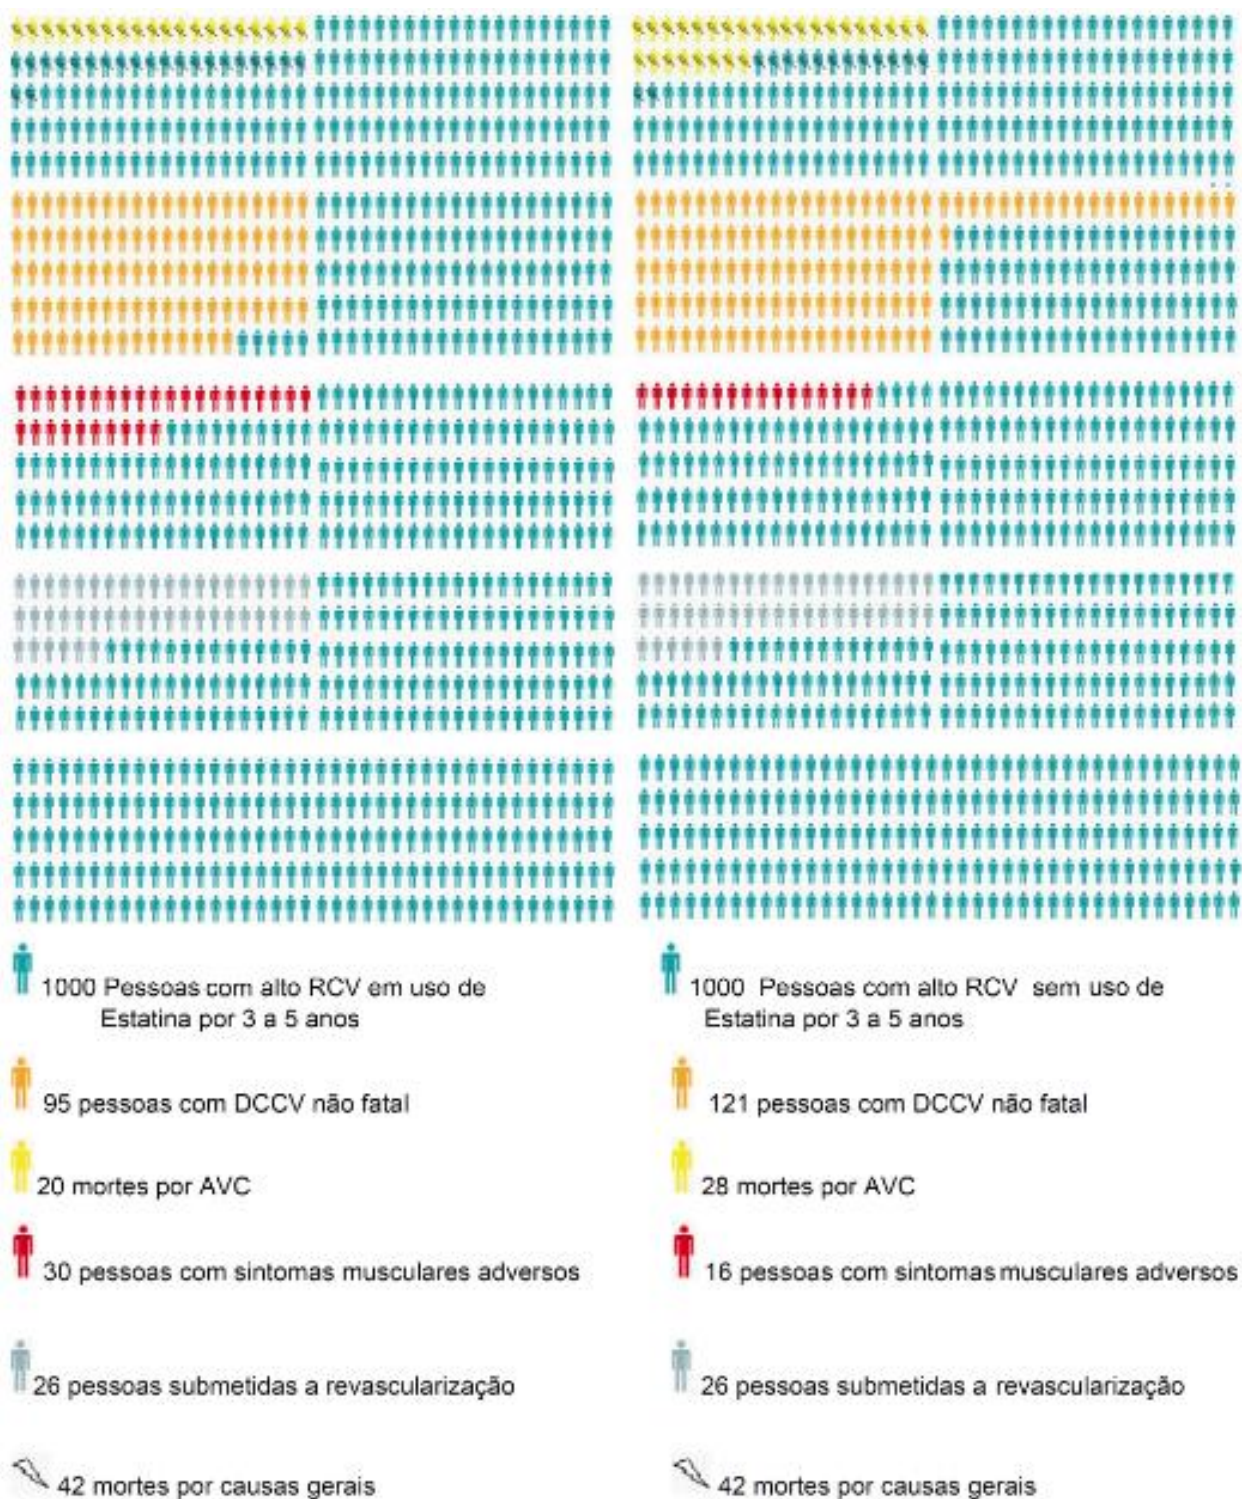 1000 Pessoas com alto RCV em uso de
Estatina por 3 a 5 anos
95 pessoas com DCCV não fatal
20 mortes por AVC
30 pessoas com sintomas musculares adversos
26 pessoas submetidas a revascularização
42 mortes por causas gerais
1000 Pessoas com alto RCV sem uso de
Estatina por 3 a 5 anos
121 pessoas com DCCV não fatal
28 mortes por AVC
16 pessoas com sintomas musculares adversos
26 pessoas submetidas a revascularização
42 mortes por causas gerais